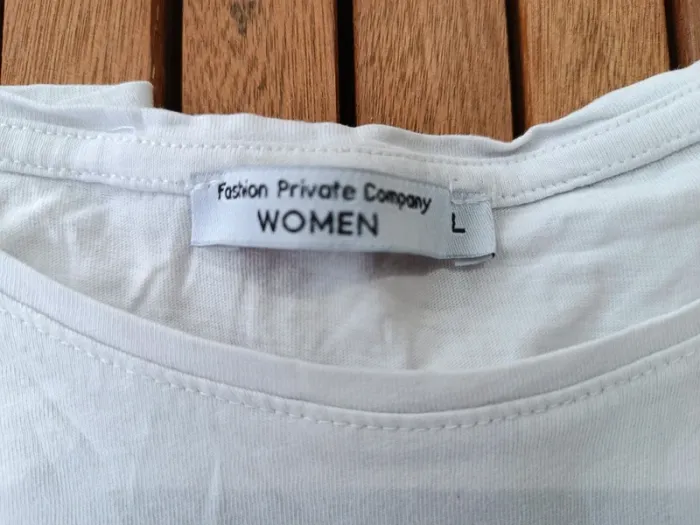 Fashion Private Company
WOMEN
L